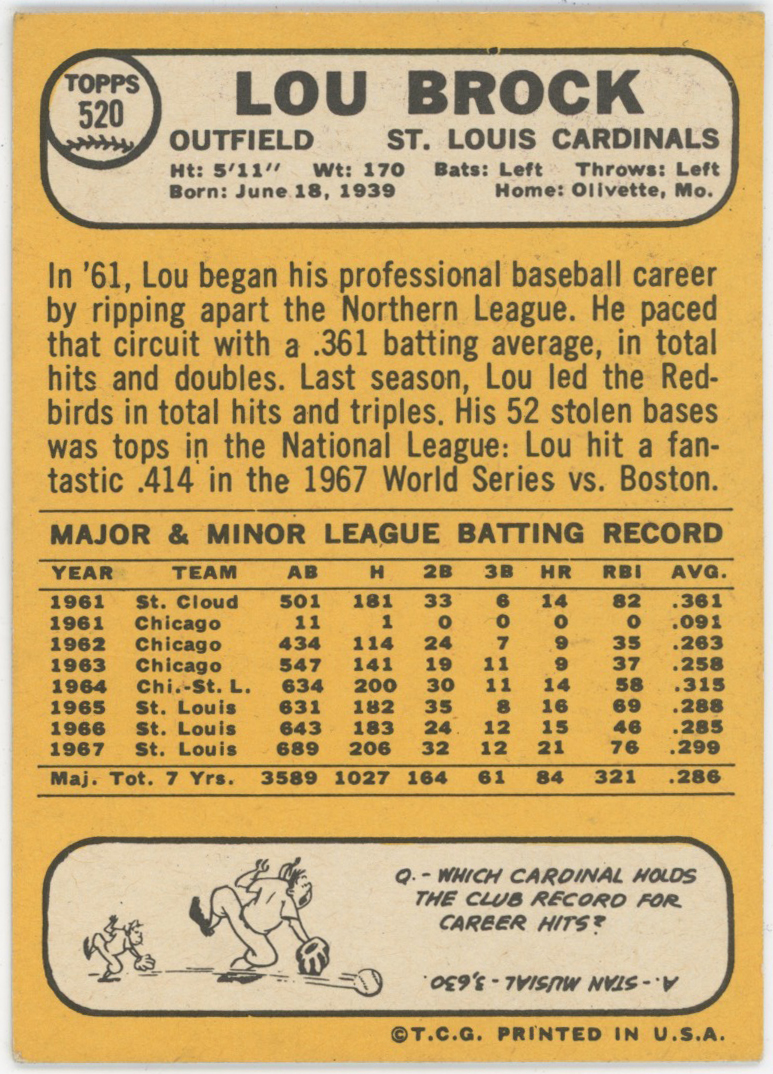 TOPPS
520
LOU BROCK
OUTFIELD ST. LOUIS CARDINALS
Ht: 5'11" Wt: 170 Bats: Left Throws: Left
Born: June 18, 1939 Home: Olivette, Mo.
In '61, Lou began his professional baseball career
by ripping apart the Northern League. He paced
that circuit with a .361 batting average, in total
hits and doubles. Last season, Lou led the Red-
birds in total hits and triples. His 52 stolen bases
was tops in the National League: Lou hit a fan-
tastic .414 in the 1967 World Series vs. Boston.
MAJOR & MINOR LEAGUE BATTING RECORD
YEAR TEAM AB H 2B 3B HR RBI AVG.
1961 St. Cloud 501 181 33 6 14 82 .361
1961 Chicago 11 1 0 0 0 0 .091
1962 Chicago 434 114 24 7 9 35 .263
1963 Chicago 547 141 19 11 9 37 .258
1964 Chi.-St. L. 634 200 30 11 14 58 .315
1965 St. Louis 631 182 35 8 16 69 .288
1966 St. Louis 643 183 24 12 15 46 .285
1967 St. Louis 689 206 32 12 21 76 .299
Maj. Tot. 7 Yrs. 3589 1027 164 61 84 321 .286
Q.- WHICH CARDINAL HOLDS
THE CLUB RECORD FOR
CAREER HITS?
A.- STAN MUSIAL - 3,630.
©T.C.G. PRINTED IN U.S.A.